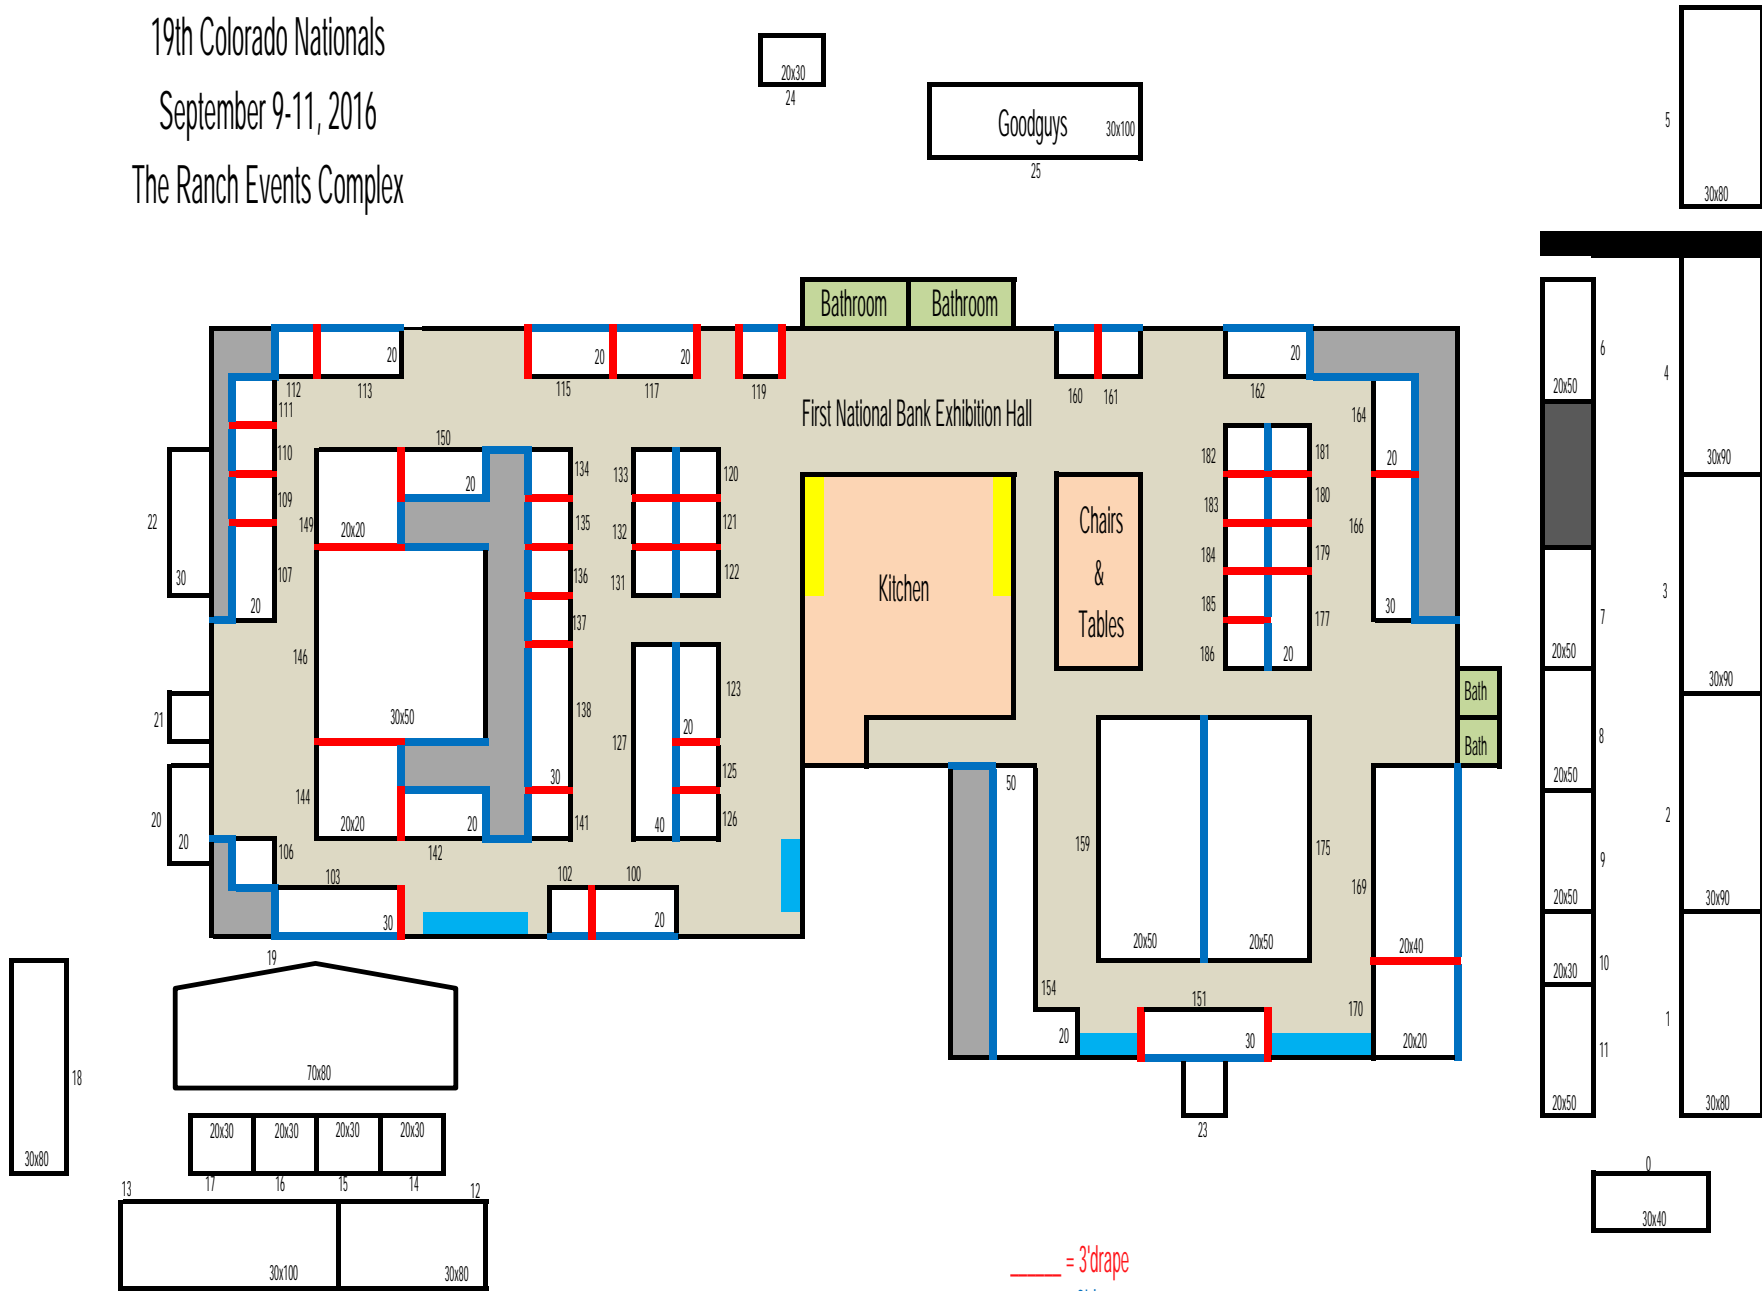 19th Colorado Nationals
September 9-11, 2016
The Ranch Events Complex
20x30
24
Goodguys 30x100
25
5
30x80
Bathroom Bathroom
20 20 20 20
112 113 115 117 119 160 161 162
6
4
111
110
109
107
20
22
30
149
150
20
20x20
134
135
136
137
138
30
141
133
132
131
120
121
122
First National Bank Exhibition Hall
Kitchen
Chairs
&
Tables
182
183
184
185
186
181
180
179
177
20
164
20
166
30
20x50
30x90
7
3
20x50
30x90
146
30x50
21
20
20
144
20x20
20
142
106
103
30
102 100
20
127
40
123
20
125
126
Bath
Bath
50
154
20
159
20x50
20x50
175
169
20x40
170
20x20
151
30
23
8
20x50
2
9
20x50
30x90
10
20x30
1
11
20x50
30x80
0
30x40
19
70x80
18
30x80
20x30 20x30 20x30 20x30
17 16 15 14
13 12
30x100 30x80
______ = 3'drape